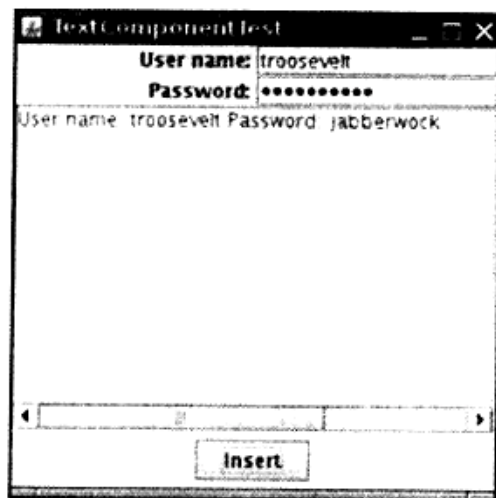 TextComponentTest
User name: troosevelt
Password: ••••••••••
User name: troosevelt Password: jabberwock
Insert